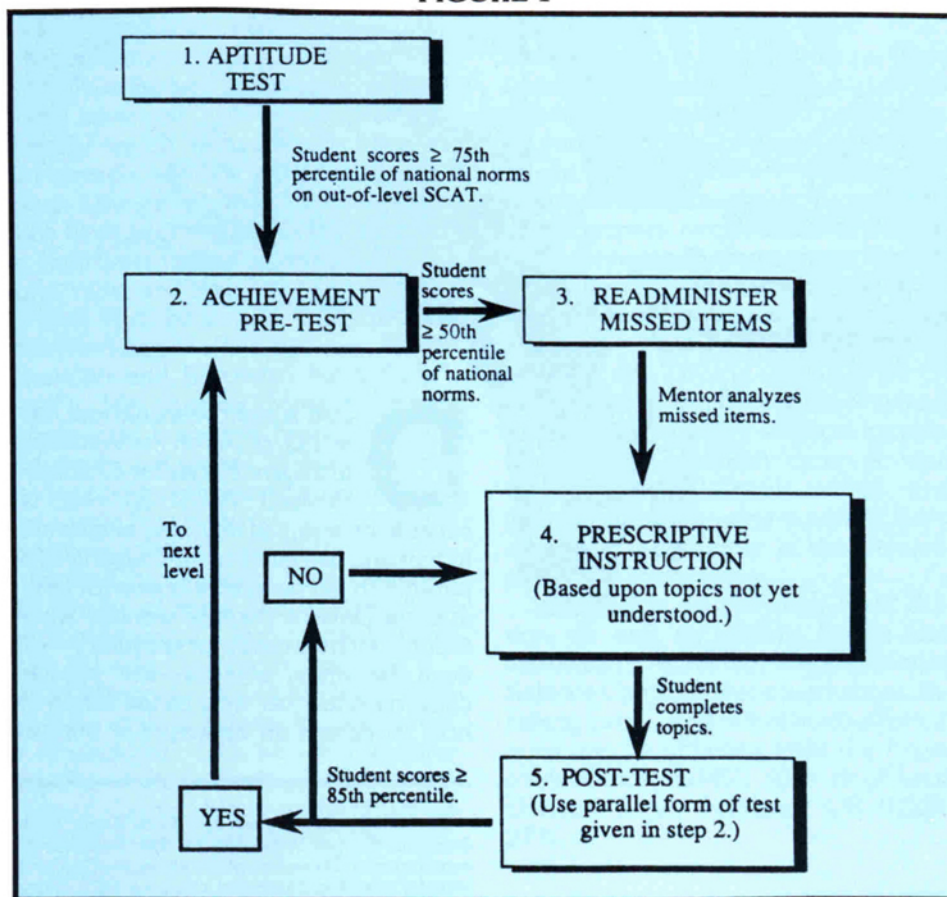 1. APTITUDE
TEST
Student scores ≥ 75th
percentile of national norms
on out-of-level SCAT.
2. ACHIEVEMENT
PRE-TEST
Student
scores
≥ 50th
percentile
of national
norms.
3. READMINISTER
MISSED ITEMS
Mentor analyzes
missed items.
4. PRESCRIPTIVE
INSTRUCTION
(Based upon topics not yet
understood.)
To
next
level
NO
Student
completes
topics.
5. POST-TEST
(Use parallel form of test
given in step 2.)
Student scores ≥
85th percentile.
YES